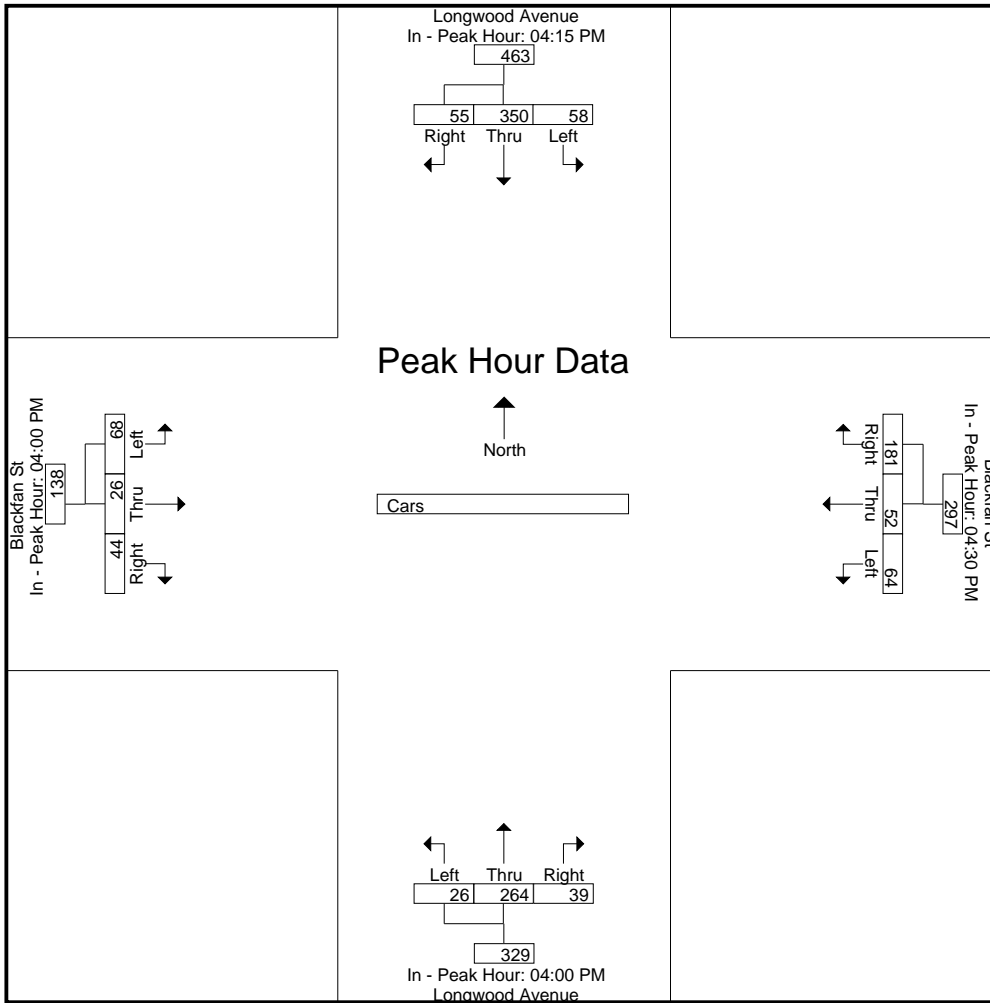 Longwood Avenue
In - Peak Hour: 04:15 PM
463
55 350 58
Right Thru Left
Peak Hour Data
North
Cars
Blackfan St
In - Peak Hour: 04:00 PM
138
68 26 44
Left Thru Right
Blackfan St
In - Peak Hour: 04:30 PM
297
181 52 64
Right Thru Left
Left Thru Right
26 264 39
329
In - Peak Hour: 04:00 PM
Longwood Avenue